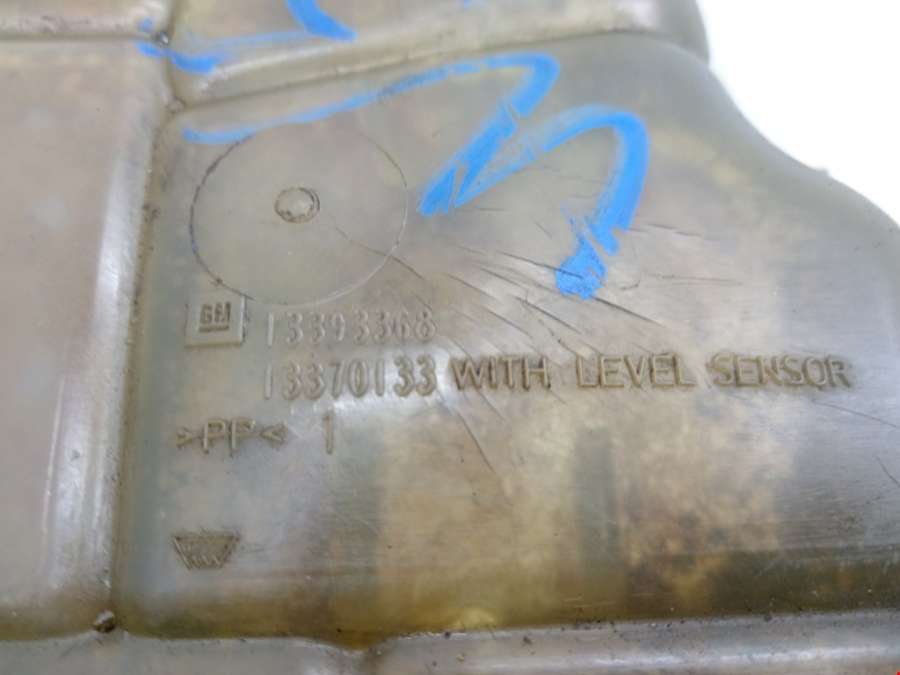 GM
13393368
13370133 WITH LEVEL SENSOR
>PP< 1